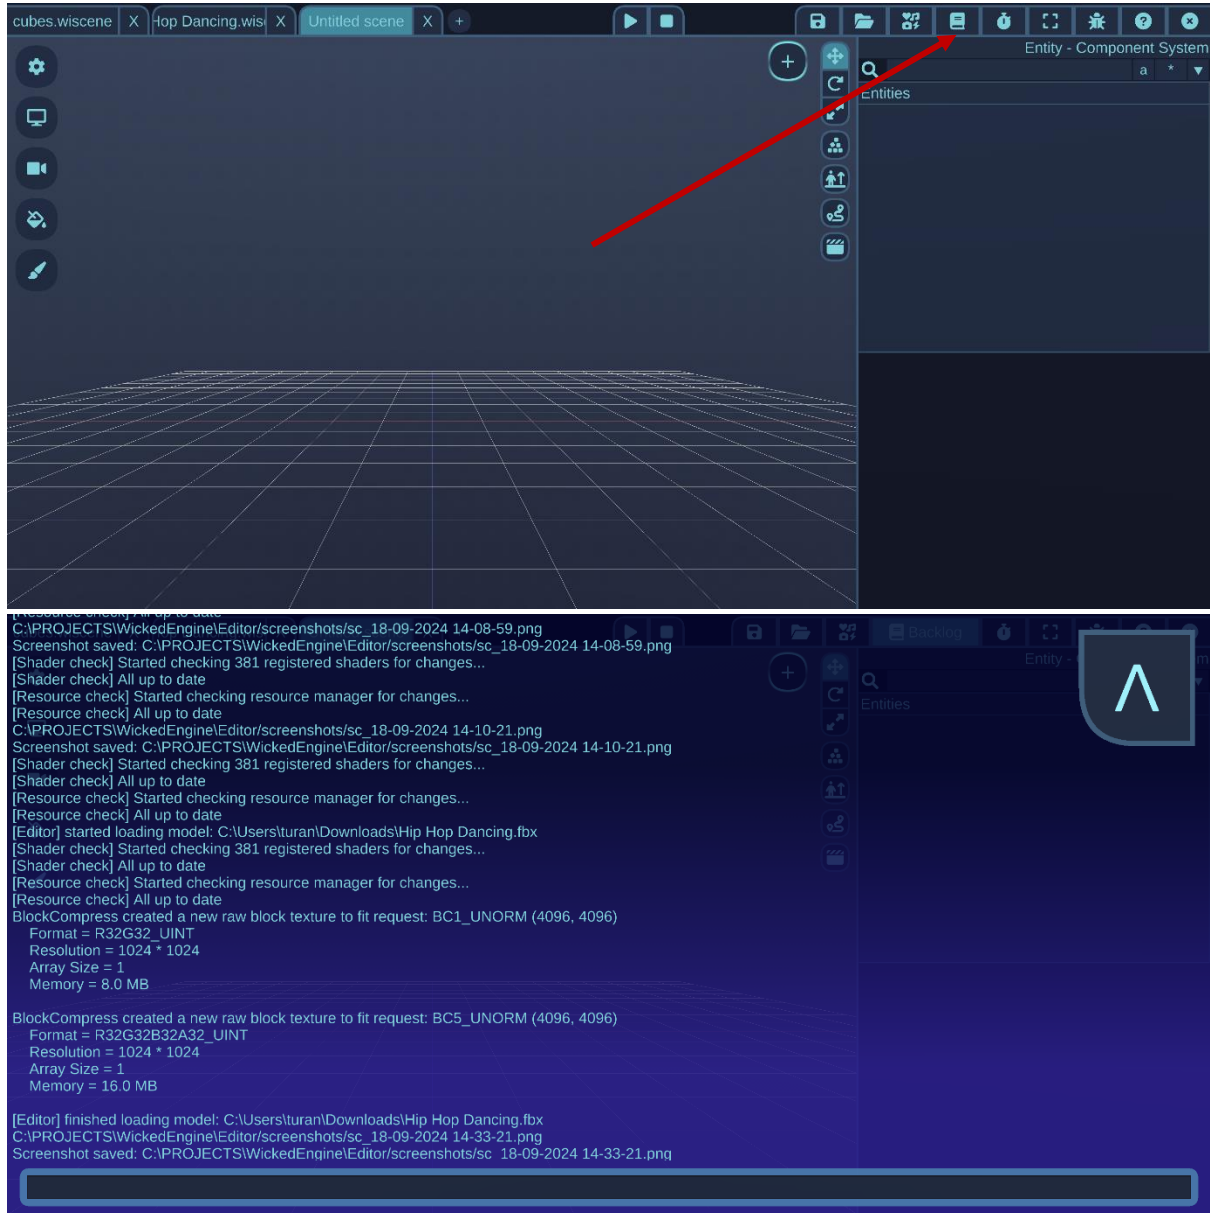 cubes.wiscene X Hop Dancing.wis X Untitled scene X +
Entity - Component System
a * ▼
Entities
[Resource check] All up to date
C:\PROJECTS\WickedEngine\Editor/screenshots/sc_18-09-2024 14-08-59.png
Screenshot saved: C:\PROJECTS\WickedEngine\Editor/screenshots/sc_18-09-2024 14-08-59.png
[Shader check] Started checking 381 registered shaders for changes...
[Shader check] All up to date
[Resource check] Started checking resource manager for changes...
[Resource check] All up to date
C:\PROJECTS\WickedEngine\Editor/screenshots/sc_18-09-2024 14-10-21.png
Screenshot saved: C:\PROJECTS\WickedEngine\Editor/screenshots/sc_18-09-2024 14-10-21.png
[Shader check] Started checking 381 registered shaders for changes...
[Shader check] All up to date
[Resource check] Started checking resource manager for changes...
[Resource check] All up to date
[Editor] started loading model: C:\Users\turan\Downloads\Hip Hop Dancing.fbx
[Shader check] Started checking 381 registered shaders for changes...
[Shader check] All up to date
[Resource check] Started checking resource manager for changes...
[Resource check] All up to date
BlockCompress created a new raw block texture to fit request: BC1_UNORM (4096, 4096)
Format = R32G32_UINT
Resolution = 1024 * 1024
Array Size = 1
Memory = 8.0 MB
BlockCompress created a new raw block texture to fit request: BC5_UNORM (4096, 4096)
Format = R32G32B32A32_UINT
Resolution = 1024 * 1024
Array Size = 1
Memory = 16.0 MB
[Editor] finished loading model: C:\Users\turan\Downloads\Hip Hop Dancing.fbx
C:\PROJECTS\WickedEngine\Editor/screenshots/sc_18-09-2024 14-33-21.png
Screenshot saved: C:\PROJECTS\WickedEngine\Editor/screenshots/sc_18-09-2024 14-33-21.png
Backlog
Entity -
Entities